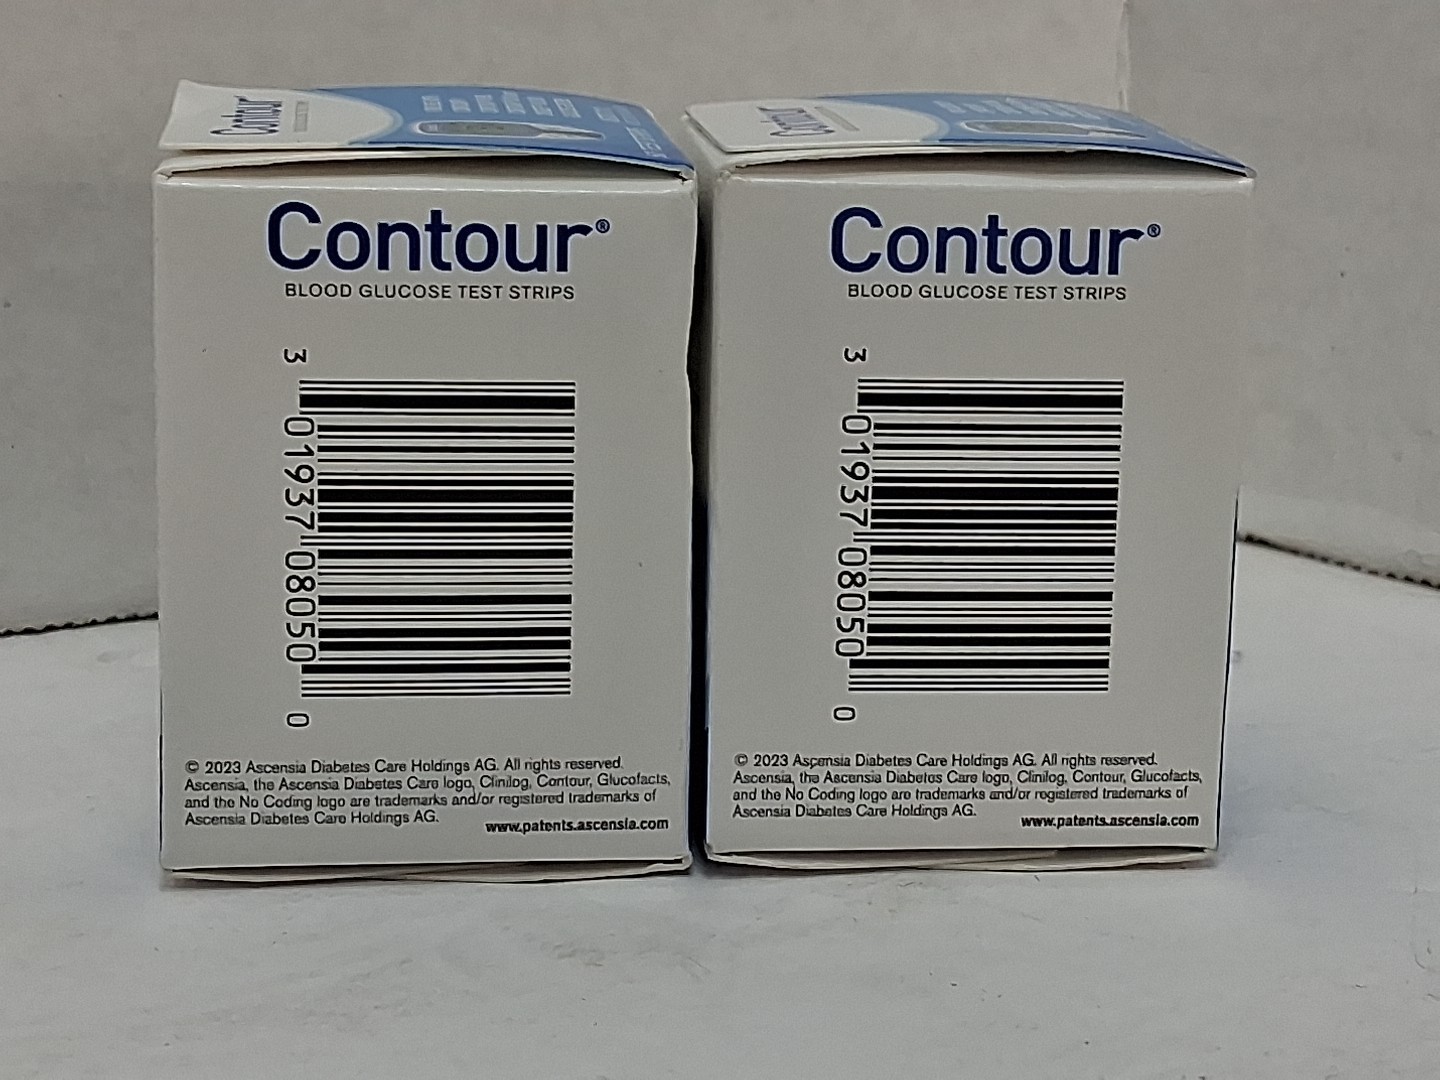 Contour
Contour®
BLOOD GLUCOSE TEST STRIPS
3 01937 08050 0
© 2023 Ascensia Diabetes Care Holdings AG. All rights reserved.
Ascensia, the Ascensia Diabetes Care logo, Clinilog, Contour, Glucofacts,
and the No Coding logo are trademarks and/or registered trademarks of
Ascensia Diabetes Care Holdings AG.
www.patents.ascensia.com
Contour
Contour®
BLOOD GLUCOSE TEST STRIPS
3 01937 08050 0
© 2023 Ascensia Diabetes Care Holdings AG. All rights reserved.
Ascensia, the Ascensia Diabetes Care logo, Clinilog, Contour, Glucofacts,
and the No Coding logo are trademarks and/or registered trademarks of
Ascensia Diabetes Care Holdings AG.
www.patents.ascensia.com